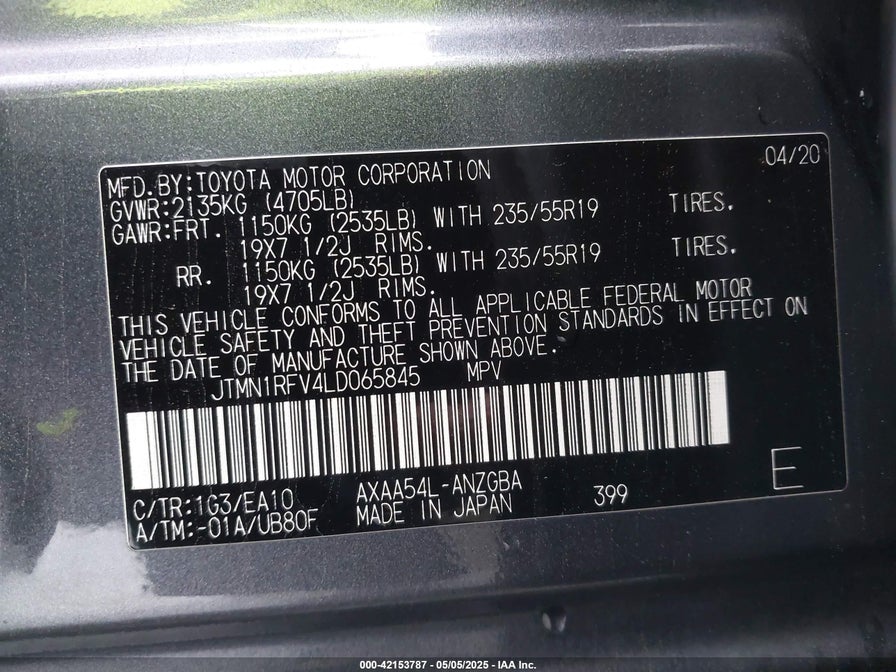 04/20
MFD.BY:TOYOTA MOTOR CORPORATION
GVWR:2135KG (4705LB)
GAWR:FRT. 1150KG (2535LB) WITH 235/55R19 TIRES.
19X7 1/2J RIMS.
RR. 1150KG (2535LB) WITH 235/55R19 TIRES.
19X7 1/2J RIMS.
THIS VEHICLE CONFORMS TO ALL APPLICABLE FEDERAL MOTOR
VEHICLE SAFETY AND THEFT PREVENTION STANDARDS IN EFFECT ON
THE DATE OF MANUFACTURE SHOWN ABOVE.
JTMN1RFV4LD065845 MPV
C/TR:1G3/EA10 AXAA54L-ANZGBA
A/TM:-01A/UB80F MADE IN JAPAN 399
E
000-42153787 - 05/05/2025 - IAA Inc.